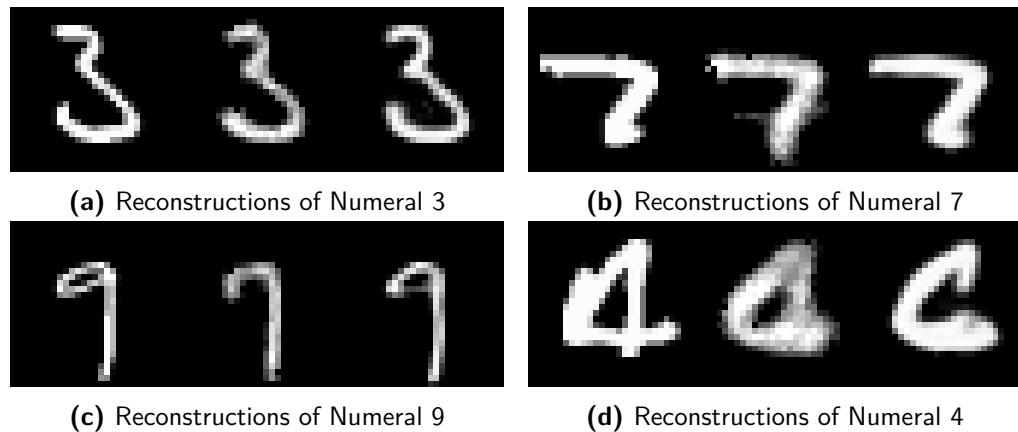 (a) Reconstructions of Numeral 3
(b) Reconstructions of Numeral 7
(c) Reconstructions of Numeral 9
(d) Reconstructions of Numeral 4